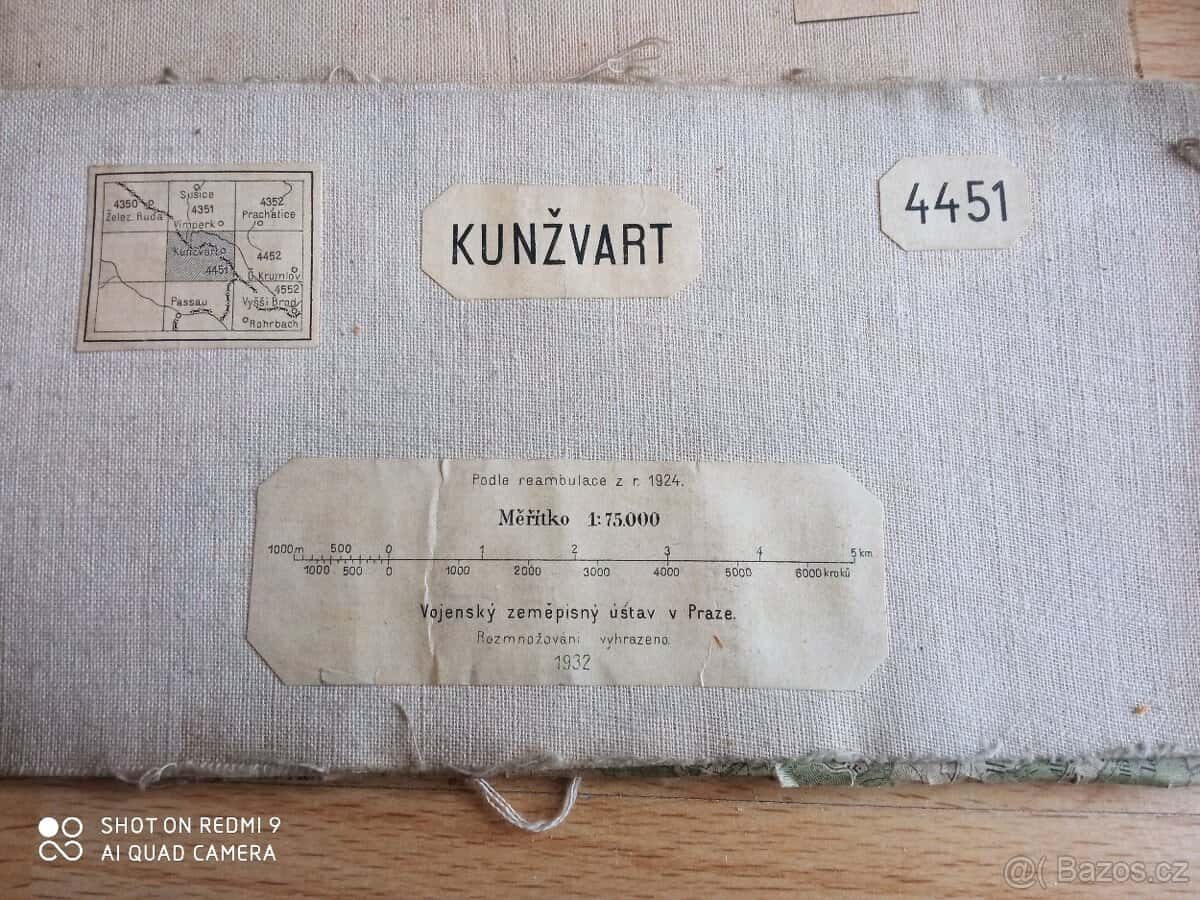 4350
Želez. Ruda
Sušice
4351
Vimperk
4352
Prachatice
Kunžvart
4451
4452
Č. Krumlov
4552
Passau
Vyšší Brod
Rohrbach
KUNŽVART
4451
Podle reambulace z r. 1924.
Měřítko 1:75.000
1000m 500 0 1 2 3 4 5 km
1000 500 0 1000 2000 3000 4000 5000 6000 kroků
Vojenský zeměpisný ústav v Praze.
Rozmnožování vyhrazeno.
1932
SHOT ON REDMI 9
AI QUAD CAMERA
@( Bazos.cz